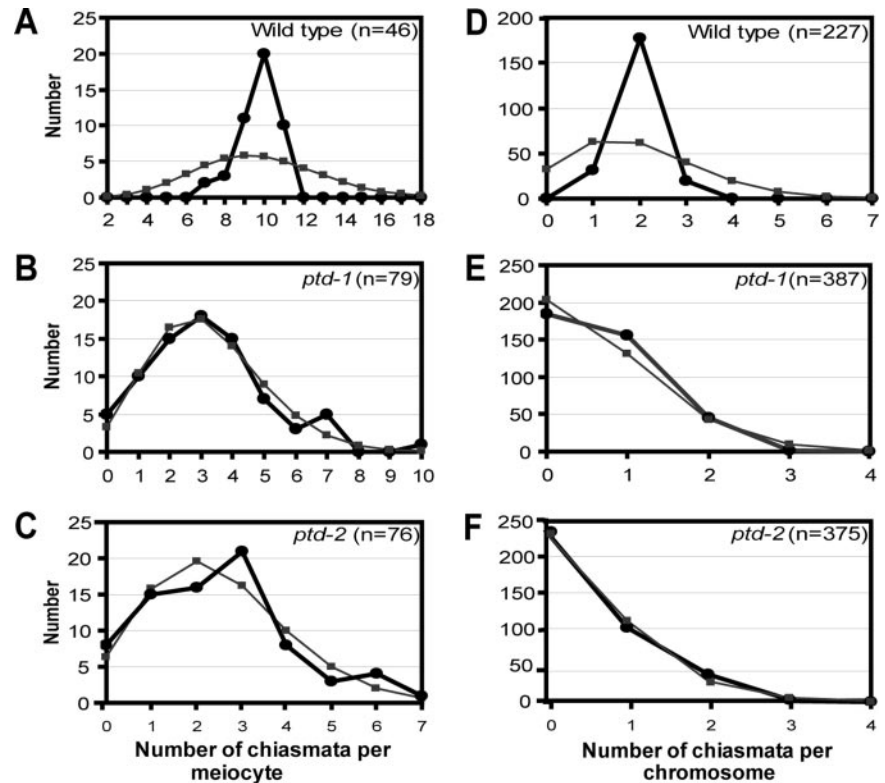 A
Wild type (n=46)
Number
25
20
15
10
5
0
2 4 6 8 10 12 14 16 18
B
ptd-1 (n=79)
Number
25
20
15
10
5
0
0 1 2 3 4 5 6 7 8 9 10
C
ptd-2 (n=76)
Number
25
20
15
10
5
0
0 1 2 3 4 5 6 7
Number of chiasmata per
meiocyte
D
Wild type (n=227)
200
150
100
50
0
0 1 2 3 4 5 6 7
E
ptd-1 (n=387)
250
200
150
100
50
0
0 1 2 3 4
F
ptd-2 (n=375)
250
200
150
100
50
0
0 1 2 3 4
Number of chiasmata per
chromosome